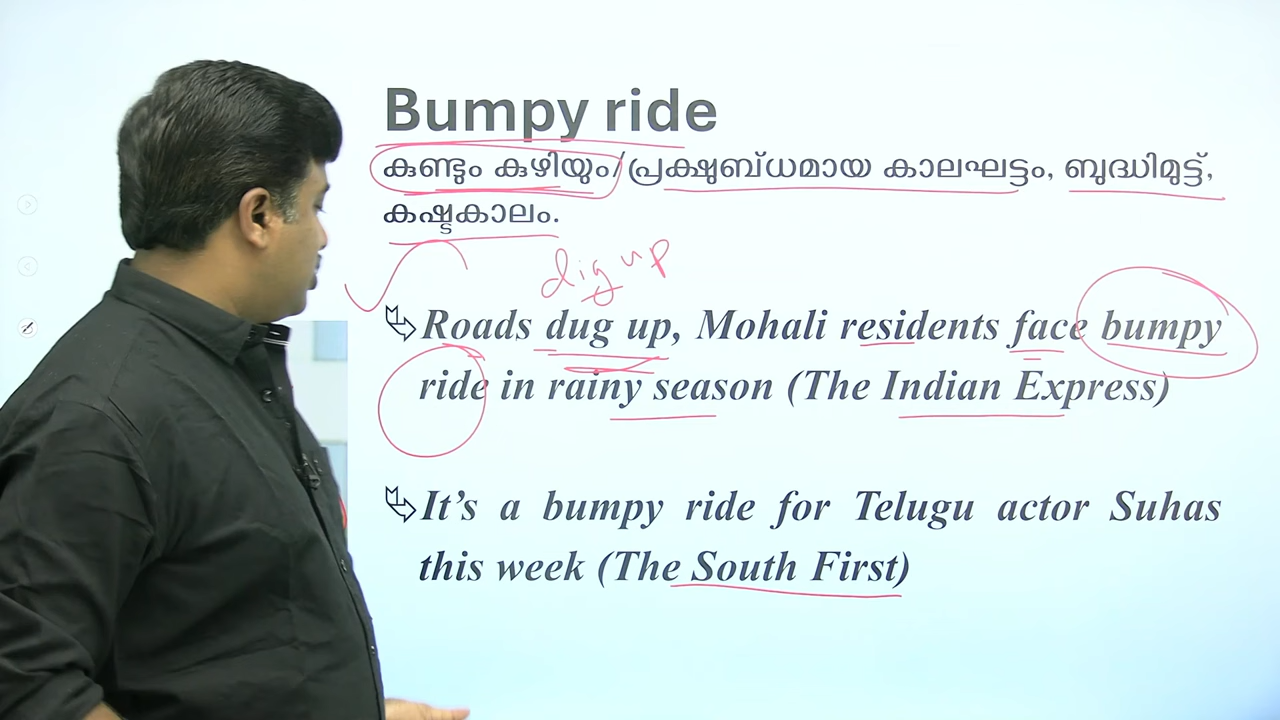 Bumpy ride
കുണ്ടും കുഴിയും/പ്രക്ഷുബ്ധമായ കാലഘട്ടം, ബുദ്ധിമുട്ട്,
കഷ്ടകാലം.
dig up
Roads dug up, Mohali residents face bumpy
ride in rainy season (The Indian Express)
It's a bumpy ride for Telugu actor Suhas
this week (The South First)